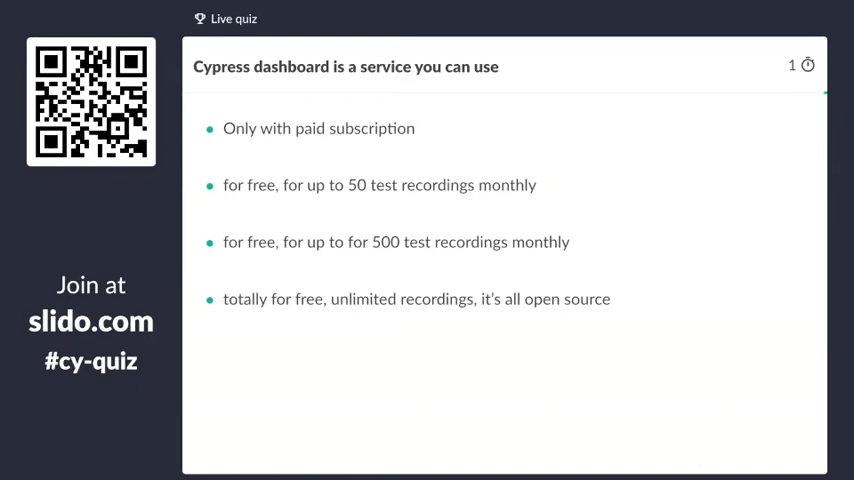 Live quiz
Cypress dashboard is a service you can use
1
Only with paid subscription
for free, for up to 50 test recordings monthly
for free, for up to for 500 test recordings monthly
totally for free, unlimited recordings, it's all open source
Join at
slido.com
#cy-quiz